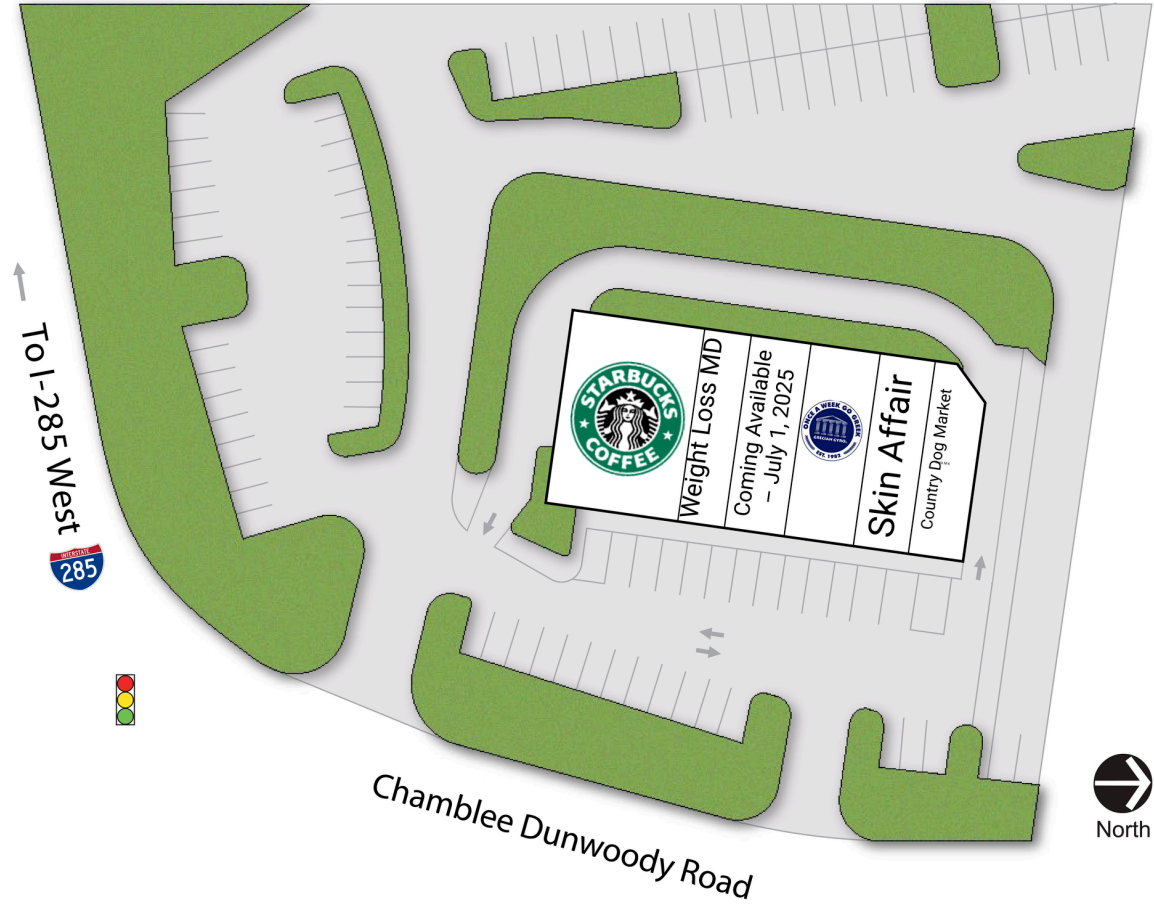 To I-285 West
INTERSTATE
285
STARBUCKS
COFFEE
Weight Loss MD
Coming Available
– July 1, 2025
ONCE A WEEK GO GREEK
GRECIAN GYRO
EST. 1982
Skin Affair
Country Dog Market
Chamblee Dunwoody Road
North